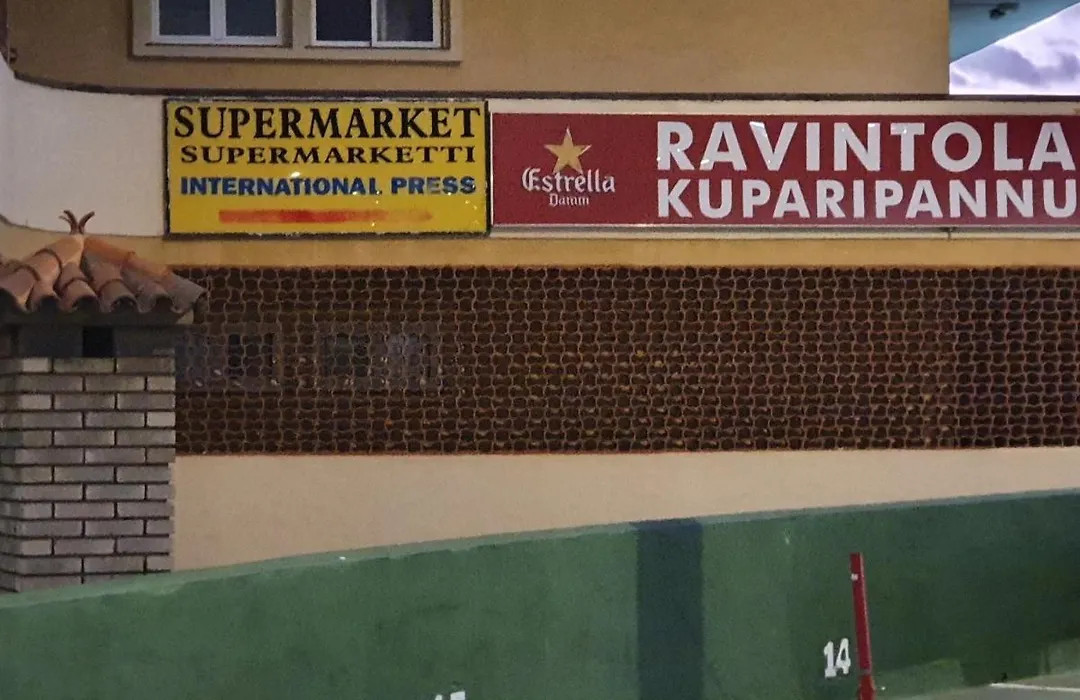 SUPERMARKET
SUPERMARKETTI
INTERNATIONAL PRESS
Estrella
Damm
RAVINTOLA
KUPARIPANNU
14